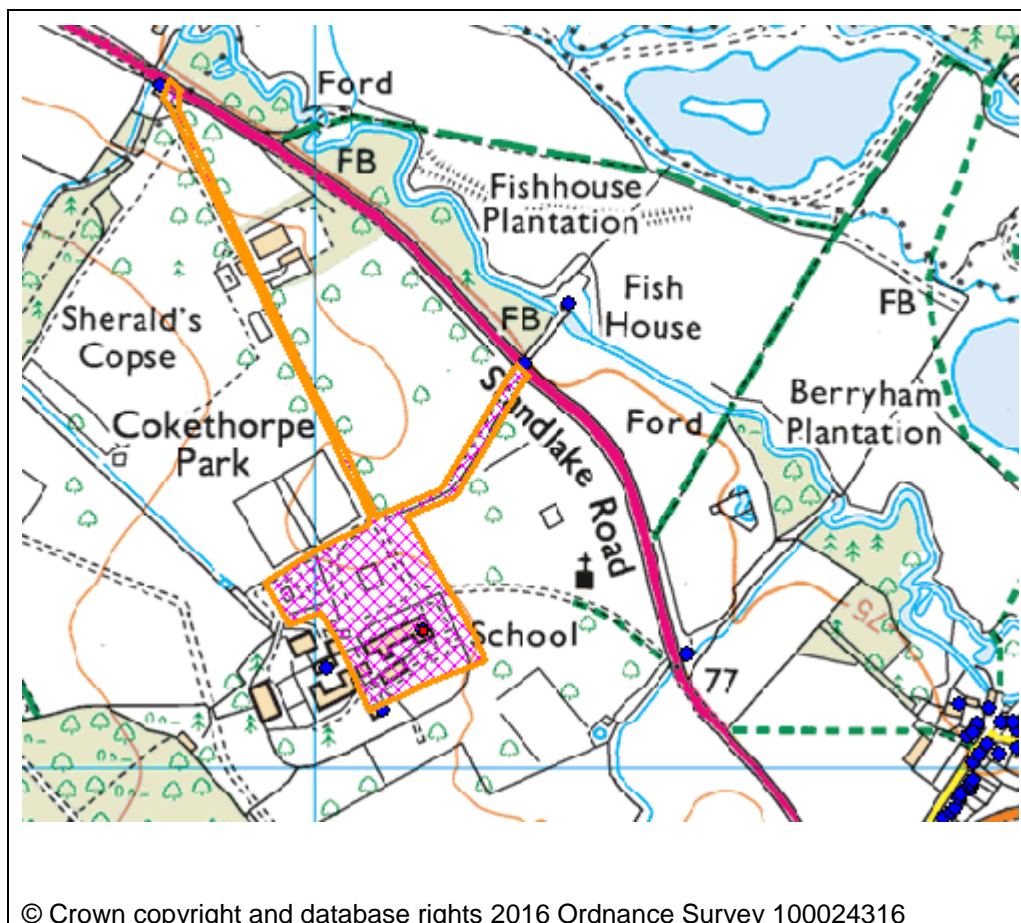 Ford
FB
Fishhouse
Plantation
Fish
House
FB
FB
Sherald's
Copse
Cokethorpe
Park
Standlake Road
Ford
Berryham
Plantation
School
75
77
© Crown copyright and database rights 2016 Ordnance Survey 100024316